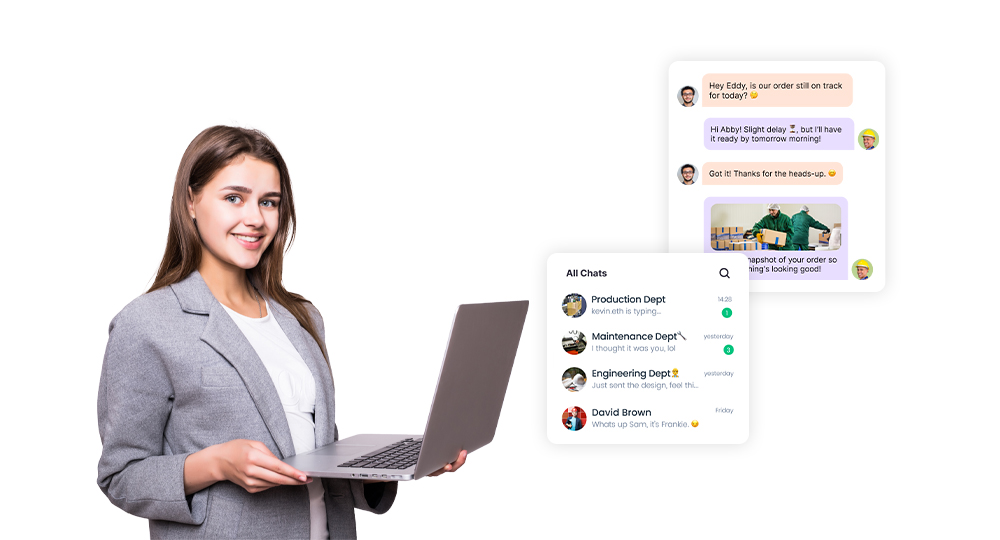 Hey Eddy, is our order still on track
for today? 😊
Hi Abby! Slight delay ⏳, but I'll have
it ready by tomorrow morning!
Got it! Thanks for the heads-up. 😊
napshot of your order so
ning's looking good!
All Chats
Production Dept
14:28
kevin.eth is typing...
1
Maintenance Dept🔧
yesterday
I thought it was you, lol
3
Engineering Dept👷
yesterday
Just sent the design, feel thi...
David Brown
Friday
Whats up Sam, it's Frankie. 😏